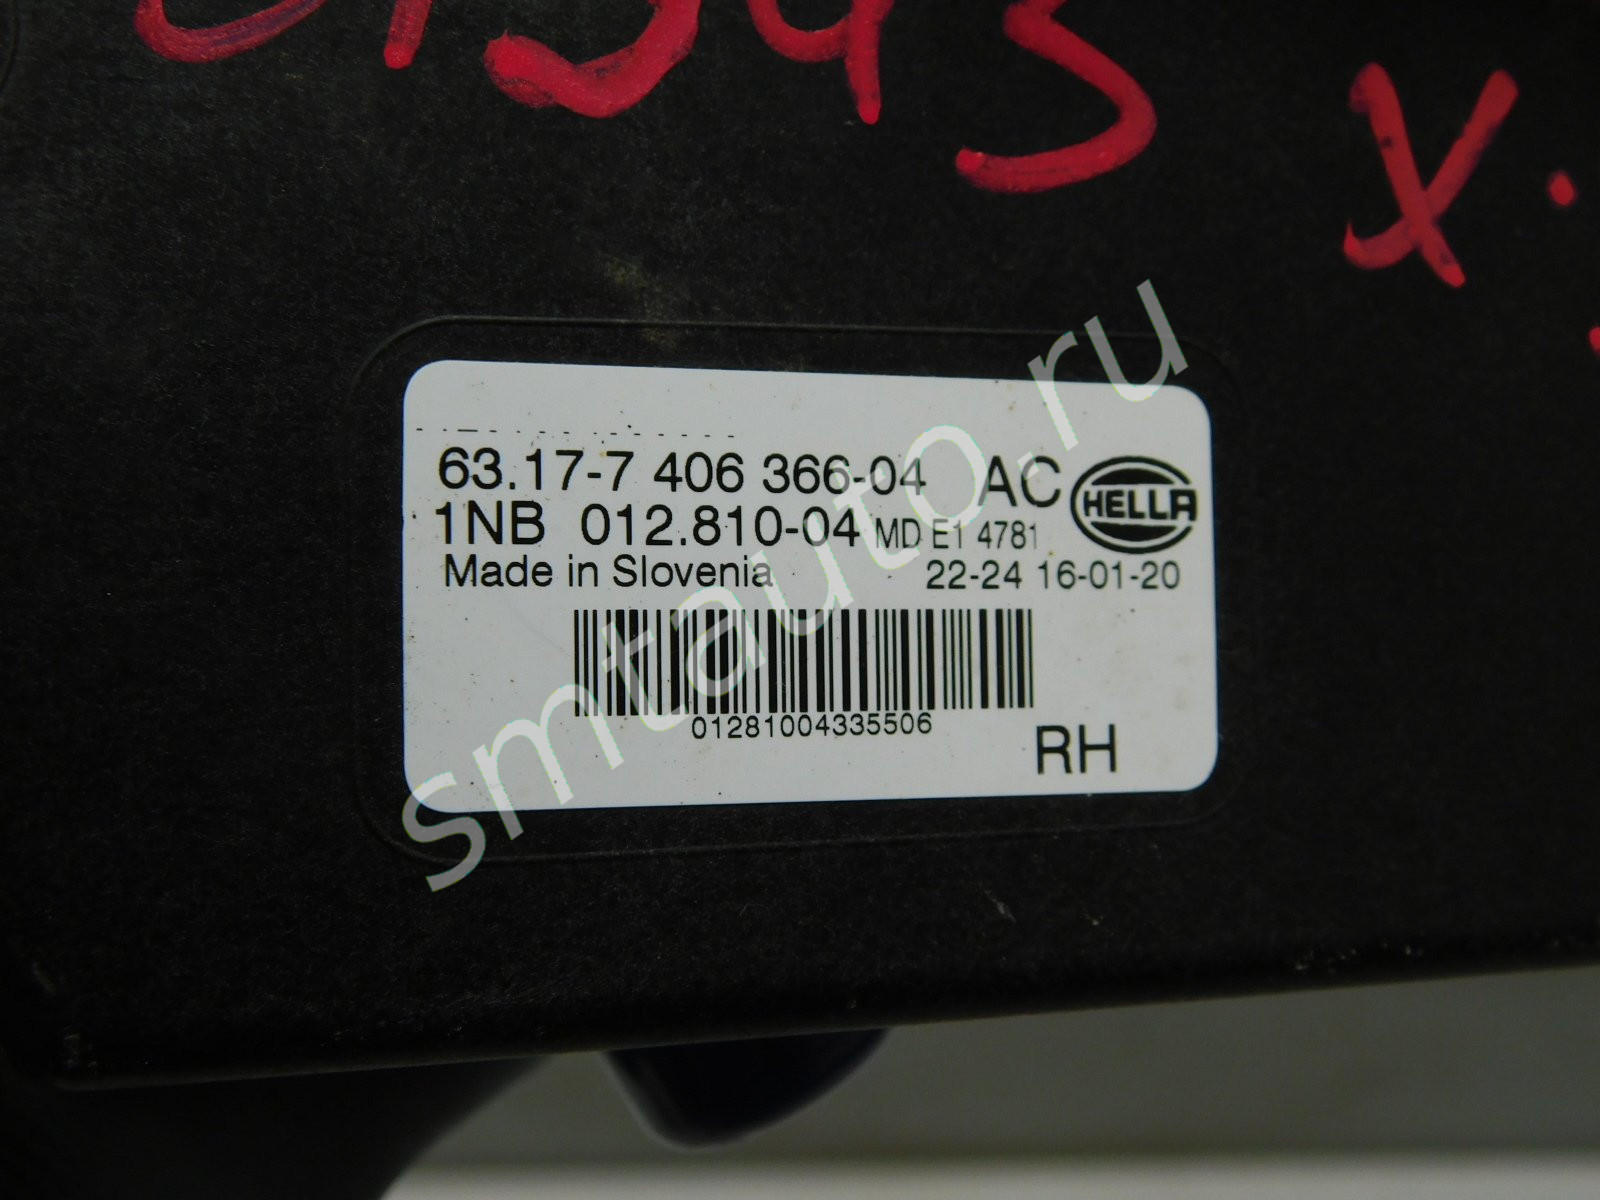 X.
63.17-7 406 366-04 AC HELLA
1NB 012.810-04 MD E1 4781
Made in Slovenia 22-24 16-01-20
01281004335506
RH
smtauto.ru